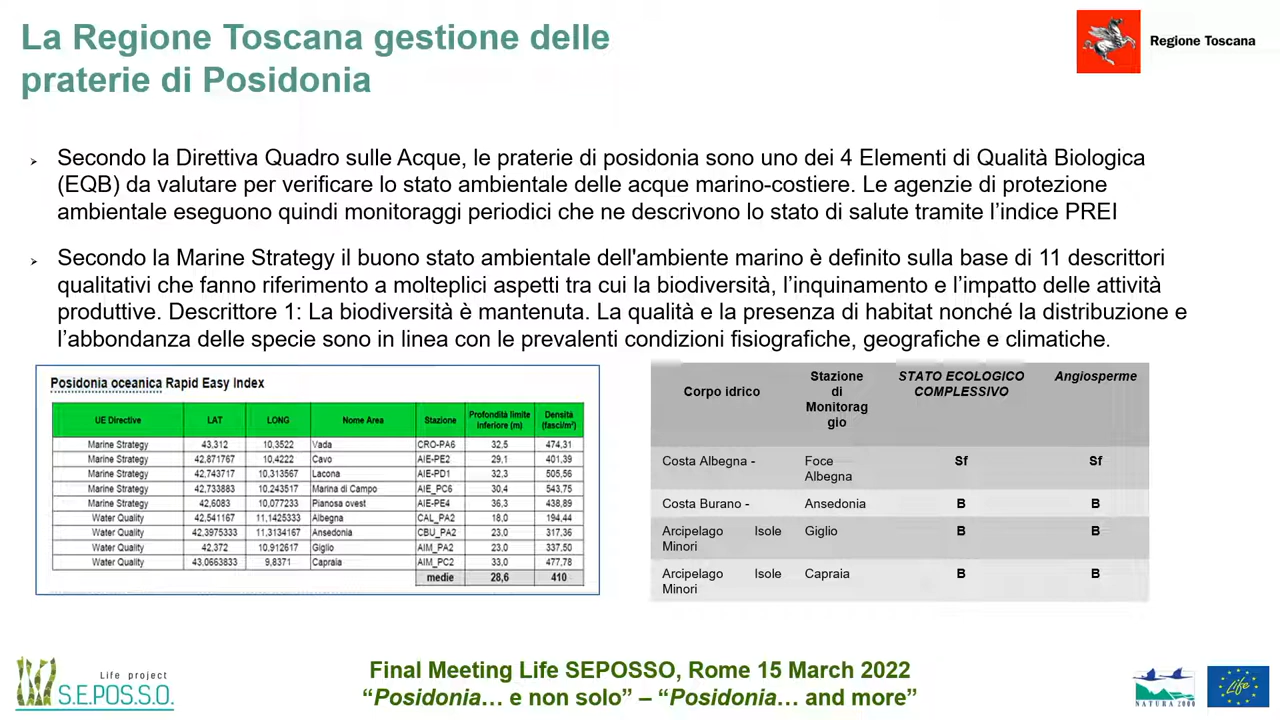 La Regione Toscana gestione delle
praterie di Posidonia
Regione Toscana
Secondo la Direttiva Quadro sulle Acque, le praterie di posidonia sono uno dei 4 Elementi di Qualità Biologica
(EQB) da valutare per verificare lo stato ambientale delle acque marino-costiere. Le agenzie di protezione
ambientale eseguono quindi monitoraggi periodici che ne descrivono lo stato di salute tramite l’indice PREI
Secondo la Marine Strategy il buono stato ambientale dell'ambiente marino è definito sulla base di 11 descrittori
qualitativi che fanno riferimento a molteplici aspetti tra cui la biodiversità, l’inquinamento e l’impatto delle attività
produttive. Descrittore 1: La biodiversità è mantenuta. La qualità e la presenza di habitat nonché la distribuzione e
l’abbondanza delle specie sono in linea con le prevalenti condizioni fisiografiche, geografiche e climatiche.
Posidonia oceanica Rapid Easy Index
UE Directive LAT LONG Nome Area Stazione Profondità limite inferiore (m) Densità (fasci/m²)
Marine Strategy 43,312 10,3522 Vada CRO-PA6 32,5 474,31
Marine Strategy 42,871767 10,4222 Cavo AIE-PE2 29,1 401,39
Marine Strategy 42,743717 10,313567 Lacona AIE-PD1 32,3 505,56
Marine Strategy 42,733883 10,243517 Marina di Campo AIE_PC6 30,4 543,75
Marine Strategy 42,6083 10,077233 Pianosa ovest AIE-PE4 36,3 438,89
Water Quality 42,541167 11,1425333 Albegna CAL_PA2 18,0 194,44
Water Quality 42,3975333 11,3134167 Ansedonia CBU_PA2 23,0 317,36
Water Quality 42,372 10,912617 Giglio AIM_PA2 23,0 337,50
Water Quality 43,0663833 9,8371 Capraia AIM_PC2 33,0 477,78
medie 28,6 410
Corpo idrico Stazione di Monitorag gio STATO ECOLOGICO COMPLESSIVO Angiosperme
Costa Albegna - Foce Albegna Sf Sf
Costa Burano - Ansedonia B B
Arcipelago Isole Minori Giglio B B
Arcipelago Isole Minori Capraia B B
Life project
S.E.POS.S.O.
Final Meeting Life SEPOSSO, Rome 15 March 2022
“Posidonia… e non solo” – “Posidonia… and more”
NATURA 2000
Life